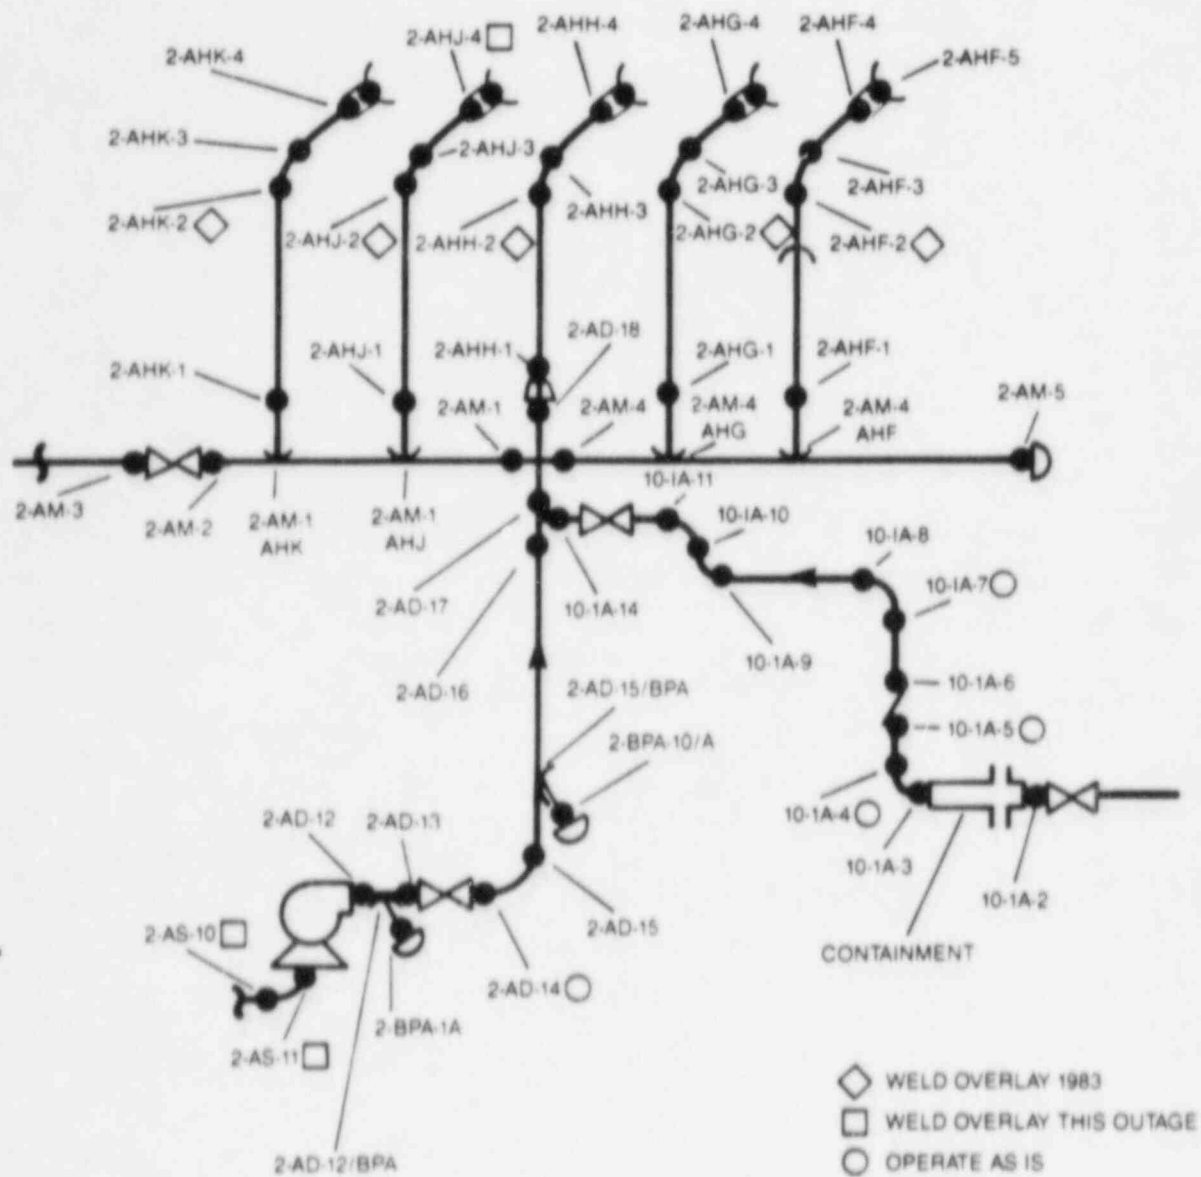 2-AHK-4
2-AHJ-4
2-AHH-4
2-AHG-4
2-AHF-4
2-AHF-5
2-AHK-3
2-AHJ-3
2-AHH-3
2-AHG-3
2-AHF-3
2-AHK-2
2-AHJ-2
2-AHH-2
2-AHG-2
2-AHF-2
2-AHK-1
2-AHJ-1
2-AHH-1
2-AD-18
2-AHG-1
2-AHF-1
2-AM-1
2-AM-4
2-AM-4
AHG
2-AM-4
AHF
2-AM-5
2-AM-3
2-AM-2
2-AM-1
AHK
2-AM-1
AHJ
10-IA-11
10-IA-10
10-IA-8
2-AD-17
10-1A-14
10-IA-7
10-1A-9
2-AD-16
2-AD-15/BPA
10-1A-6
2-BPA-10/A
10-1A-5
2-AD-12
2-AD-13
10-1A-4
10-1A-3
10-1A-2
2-AS-10
2-AD-15
CONTAINMENT
2-AD-14
2-BPA-1A
2-AS-11
2-AD-12/BPA
WELD OVERLAY 1983
WELD OVERLAY THIS OUTAGE
OPERATE AS IS